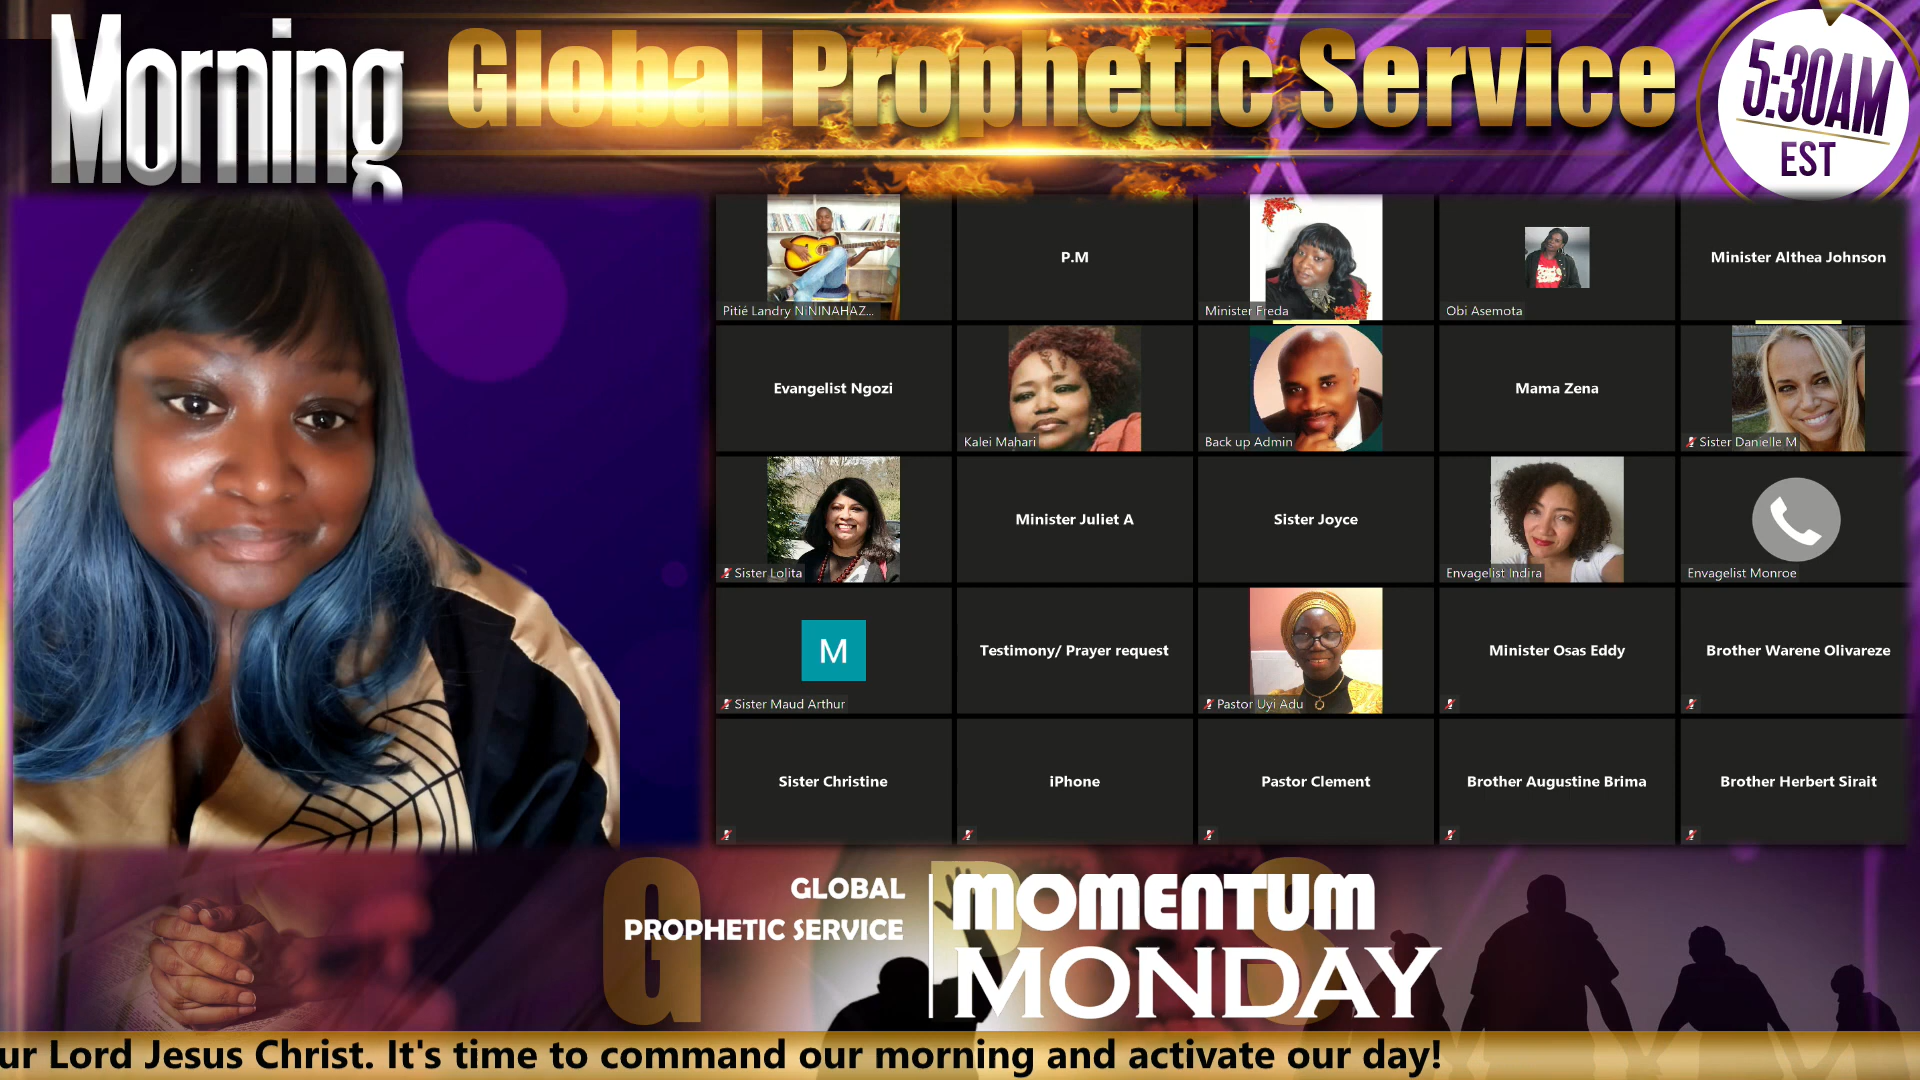 Morning
Global Prophetic Service
5:30AM
EST
Pitié Landry N NINAHAZ...
P.M
Minister Freda
Obi Asemota
Minister Althea Johnson
Evangelist Ngozi
Kalei Mahari
Back up Admin
Mama Zena
Sister Danielle M
Sister Lolita
Minister Juliet A
Sister Joyce
Envagelist Indira
Envagelist Monroe
M
Sister Maud Arthur
Testimony/ Prayer request
Pastor Uyi Adu
Minister Osas Eddy
Brother Warene Olivareze
Sister Christine
iPhone
Pastor Clement
Brother Augustine Brima
Brother Herbert Sirait
G P S
GLOBAL
PROPHETIC SERVICE
MOMENTUM
MONDAY
ur Lord Jesus Christ. It's time to command our morning and activate our day!